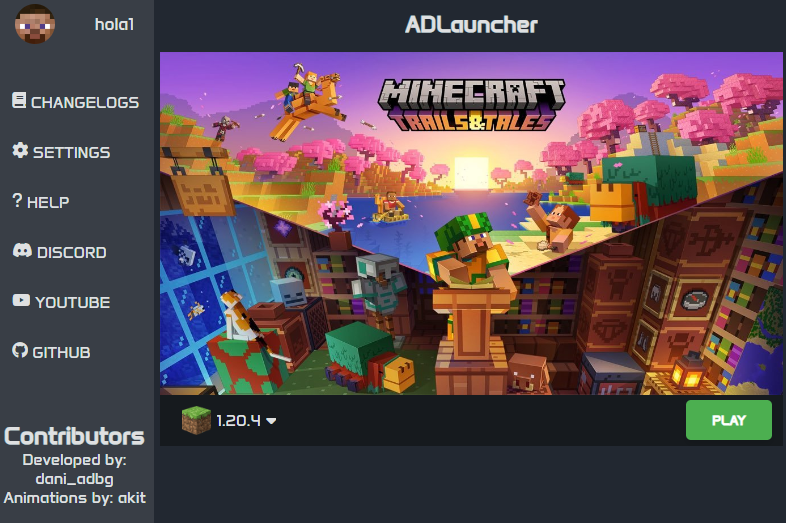 hola1
CHANGELOGS
SETTINGS
? HELP
DISCORD
YOUTUBE
GITHUB
Contributors
Developed by:
dani_adbg
Animations by: akit
ADLauncher
MINECRAFT
TRAILS&TALES
1.20.4
PLAY